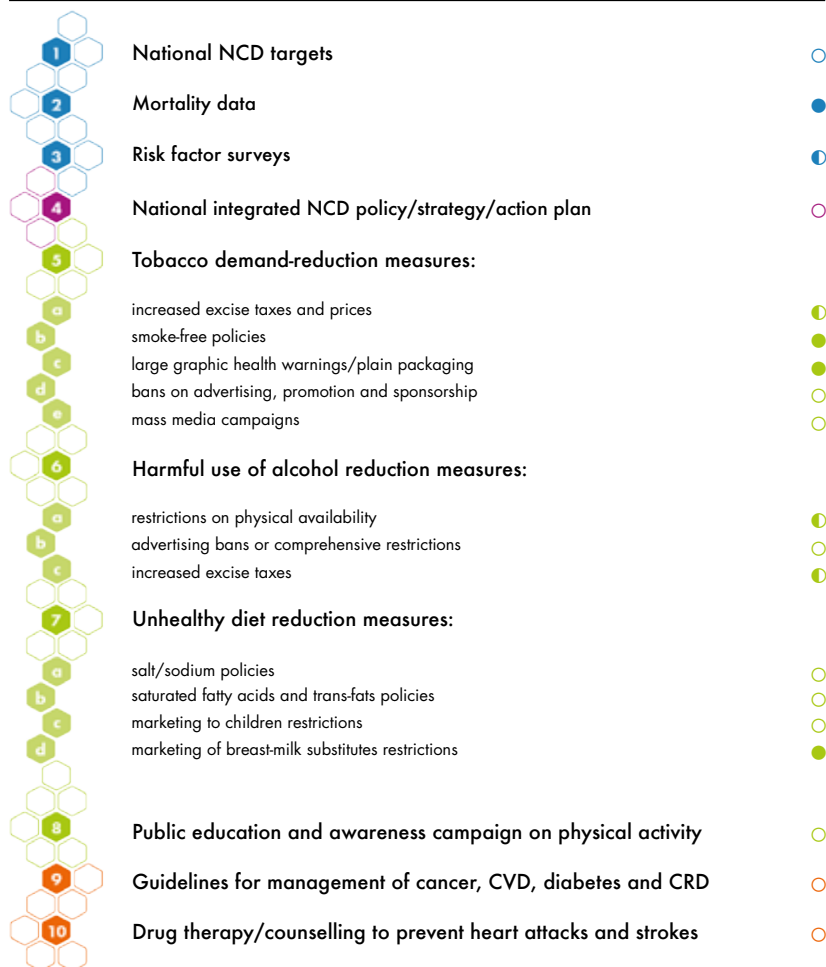 1 National NCD targets
2 Mortality data
3 Risk factor surveys
4 National integrated NCD policy/strategy/action plan
5 Tobacco demand-reduction measures:
a increased excise taxes and prices
b smoke-free policies
c large graphic health warnings/plain packaging
d bans on advertising, promotion and sponsorship
e mass media campaigns
6 Harmful use of alcohol reduction measures:
a restrictions on physical availability
b advertising bans or comprehensive restrictions
c increased excise taxes
7 Unhealthy diet reduction measures:
a salt/sodium policies
b saturated fatty acids and trans-fats policies
c marketing to children restrictions
d marketing of breast-milk substitutes restrictions
8 Public education and awareness campaign on physical activity
9 Guidelines for management of cancer, CVD, diabetes and CRD
10 Drug therapy/counselling to prevent heart attacks and strokes